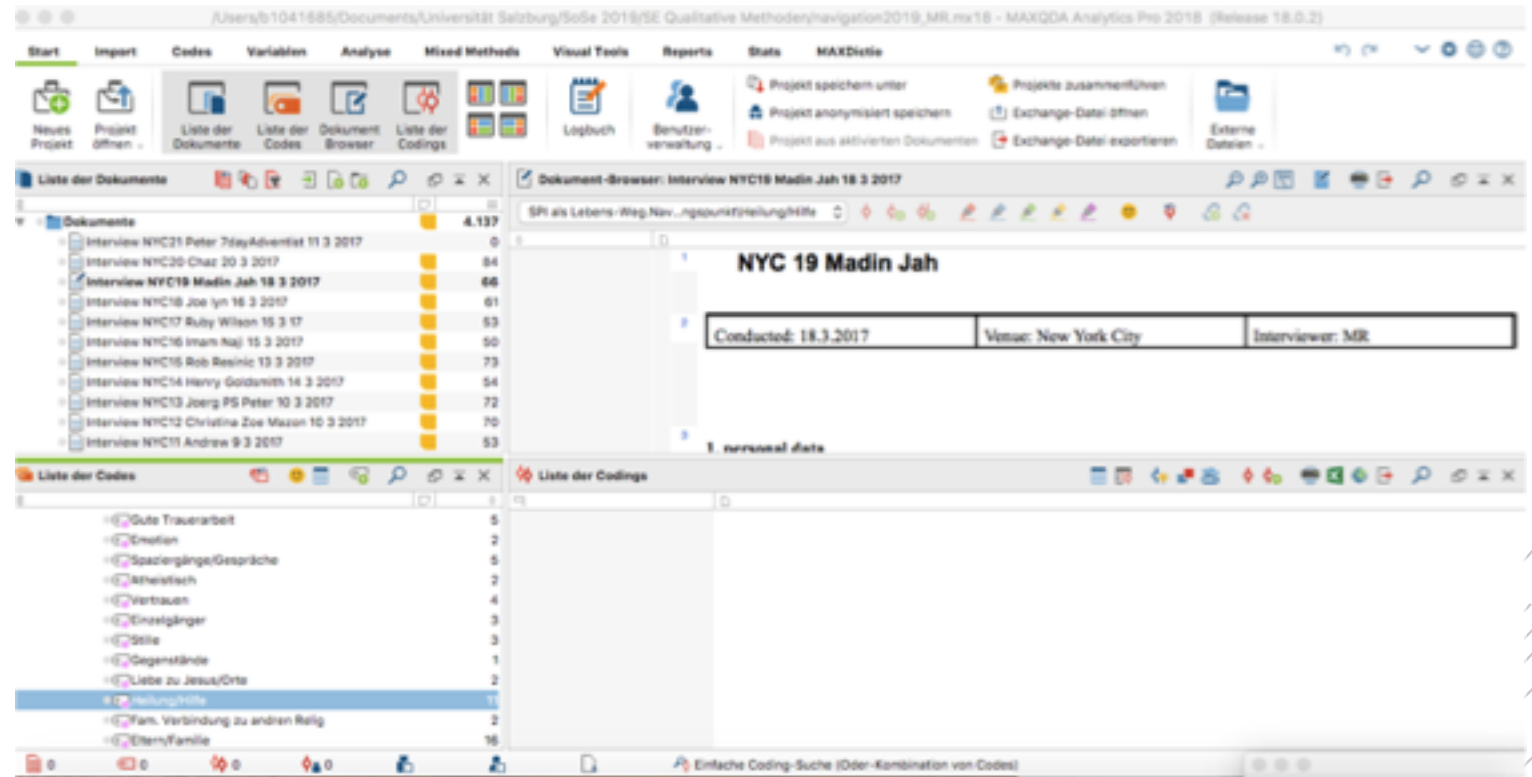 /Users/b1041685/Documents/Universität Salzburg/SoSe 2019/SE Qualitative Methoden/navigation2019_MR.mx18 - MAXQDA Analytics Pro 2018 (Release 18.0.2)
Start Import Codes Variablen Analyse Mixed Methods Visual Tools Reports Stats MAXDictio
Neues Projekt
Projekt öffnen
Liste der Dokumente
Liste der Codes
Dokument Browser
Liste der Codings
Logbuch
Benutzer-verwaltung
Projekt speichern unter
Projekt anonymisiert speichern
Projekt aus aktivierten Dokumenten
Projekte zusammenführen
Exchange-Datei öffnen
Exchange-Datei exportieren
Externe Dateien
Liste der Dokumente
Dokumente 4.137
Interview NYC21 Peter 7dayAdventist 11 3 2017 0
Interview NYC20 Chaz 20 3 2017 84
Interview NYC19 Madin Jah 18 3 2017 66
Interview NYC18 Joe lyn 16 3 2017 61
Interview NYC17 Ruby Wilson 15 3 17 53
Interview NYC16 Imam Naji 15 3 2017 50
Interview NYC15 Rob Resinic 13 3 2017 73
Interview NYC14 Henry Goldsmith 14 3 2017 54
Interview NYC13 Joerg PS Peter 10 3 2017 72
Interview NYC12 Christina Zoe Mazon 10 3 2017 70
Interview NYC11 Andrew 9 3 2017 53
Dokument-Browser: Interview NYC19 Madin Jah 18 3 2017
SPI als Lebens-Weg.Nav...ngspunkt\Heilung/Hilfe
1 NYC 19 Madin Jah
2 Conducted: 18.3.2017 Venue: New York City Interviewer: MR
3 1. personal data
Liste der Codes
Gute Trauerarbeit 5
Emotion 2
Spaziergänge/Gespräche 5
Atheistisch 2
Vertrauen 4
Einzelgänger 3
Stille 3
Gegenstände 1
Liebe zu Jesus/Orte 2
Heilung/Hilfe 11
Fam. Verbindung zu andren Relig 2
Eltern/Familie 16
Liste der Codings
0 0 0 0 Einfache Coding-Suche (Oder-Kombination von Codes)